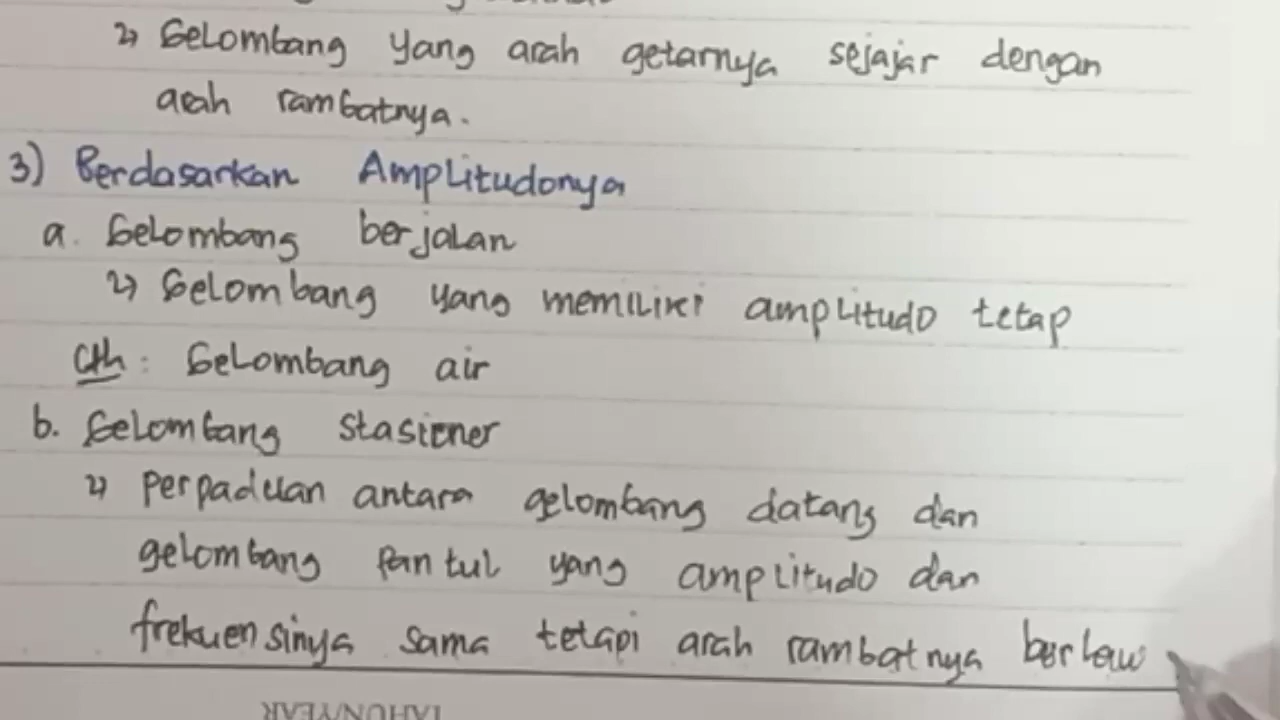 ↳ Gelombang yang arah getarnya sejajar dengan
arah rambatnya.
3) Berdasarkan Amplitudonya
a. Gelombang berjalan
↳ Gelombang yang memiliki amplitudo tetap
Cth : Gelombang air
b. Gelombang stasioner
↳ perpaduan antara gelombang datang dan
gelombang pantul yang amplitudo dan
frekuensinya sama tetapi arah rambatnya berlaw
TAHUN/YEAR